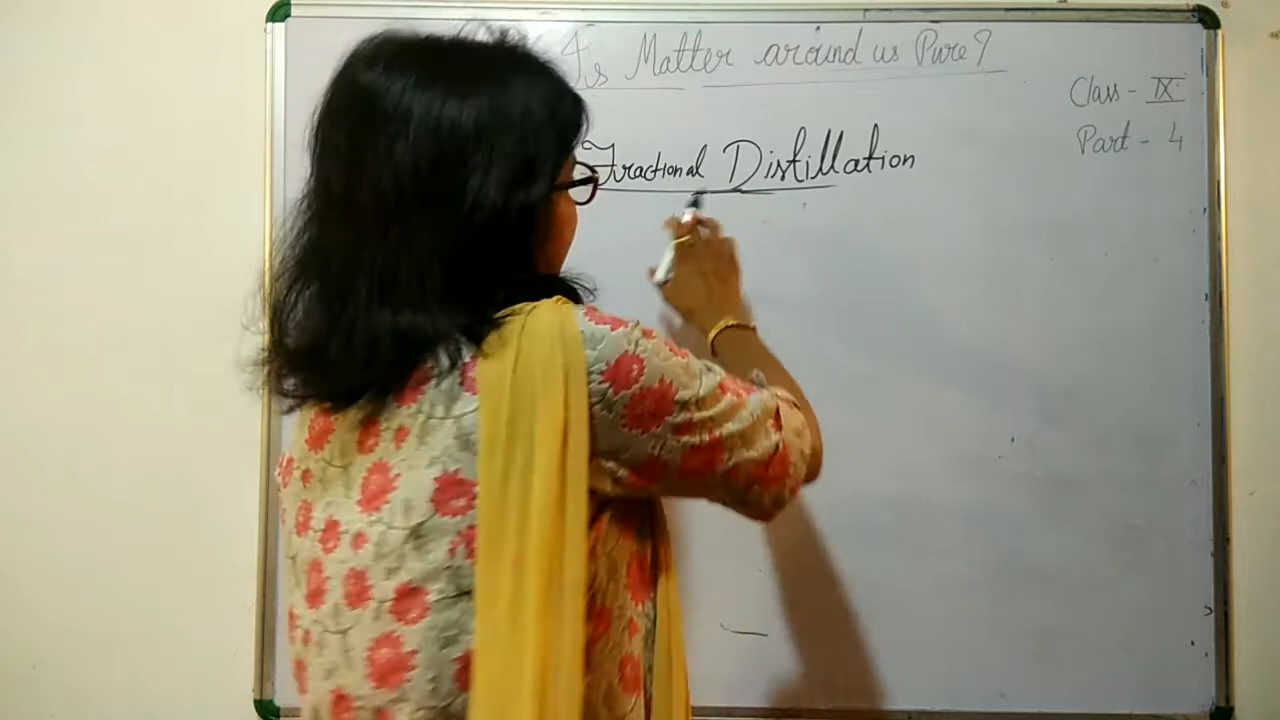 Is Matter around us Pure?
Class - IX
Part - 4
Fractional Distillation